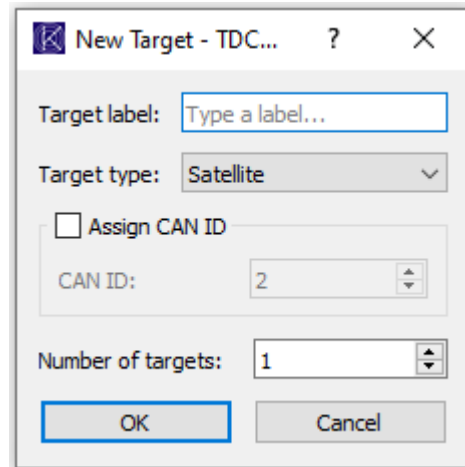 New Target - TDC... ?
Target label: Type a label...
Target type: Satellite
Assign CAN ID
CAN ID: 2
Number of targets: 1
OK Cancel